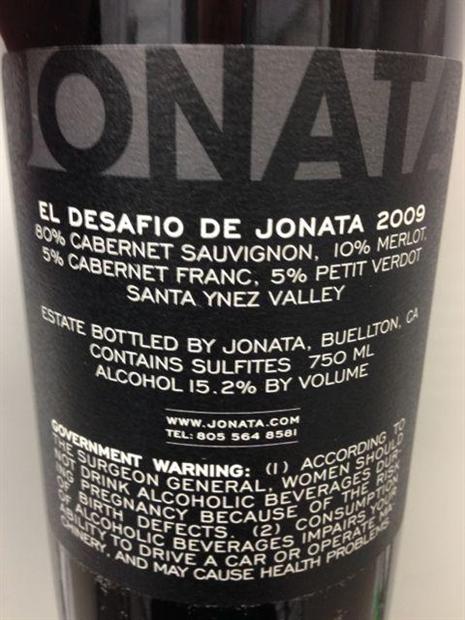 JONATA
EL DESAFIO DE JONATA 2009
80% CABERNET SAUVIGNON, 10% MERLOT,
5% CABERNET FRANC, 5% PETIT VERDOT
SANTA YNEZ VALLEY
ESTATE BOTTLED BY JONATA, BUELLTON, CA
CONTAINS SULFITES 750 ML
ALCOHOL 15.2% BY VOLUME
WWW.JONATA.COM
TEL: 805 564 8581
GOVERNMENT WARNING: (1) ACCORDING TO
THE SURGEON GENERAL, WOMEN SHOULD
NOT DRINK ALCOHOLIC BEVERAGES DUR-
ING PREGNANCY BECAUSE OF THE RISK
OF BIRTH DEFECTS. (2) CONSUMPTION
OF ALCOHOLIC BEVERAGES IMPAIRS YOUR
ABILITY TO DRIVE A CAR OR OPERATE MA-
CHINERY, AND MAY CAUSE HEALTH PROBLEMS.